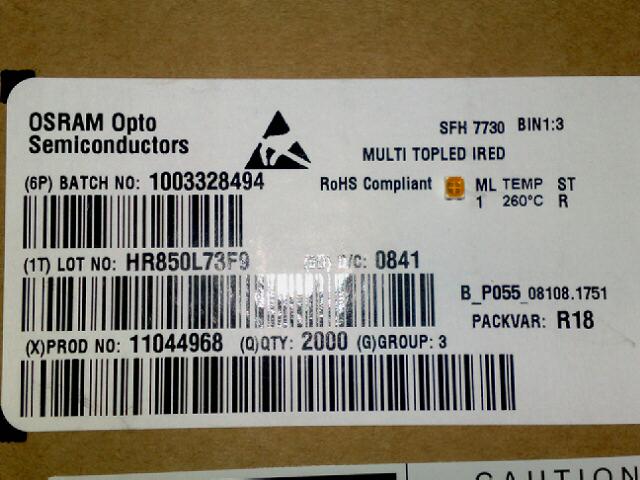 OSRAM Opto
Semiconductors
SFH 7730 BIN1:3
MULTI TOPLED IRED
(6P) BATCH NO: 1003328494
RoHS Compliant ML TEMP ST
1 260°C R
(1T) LOT NO: HR850L73F9 D/C: 0841
B_P055_08108.1751
PACKVAR: R18
(X)PROD NO: 11044968 (Q)QTY: 2000 (G)GROUP: 3
CAUTION